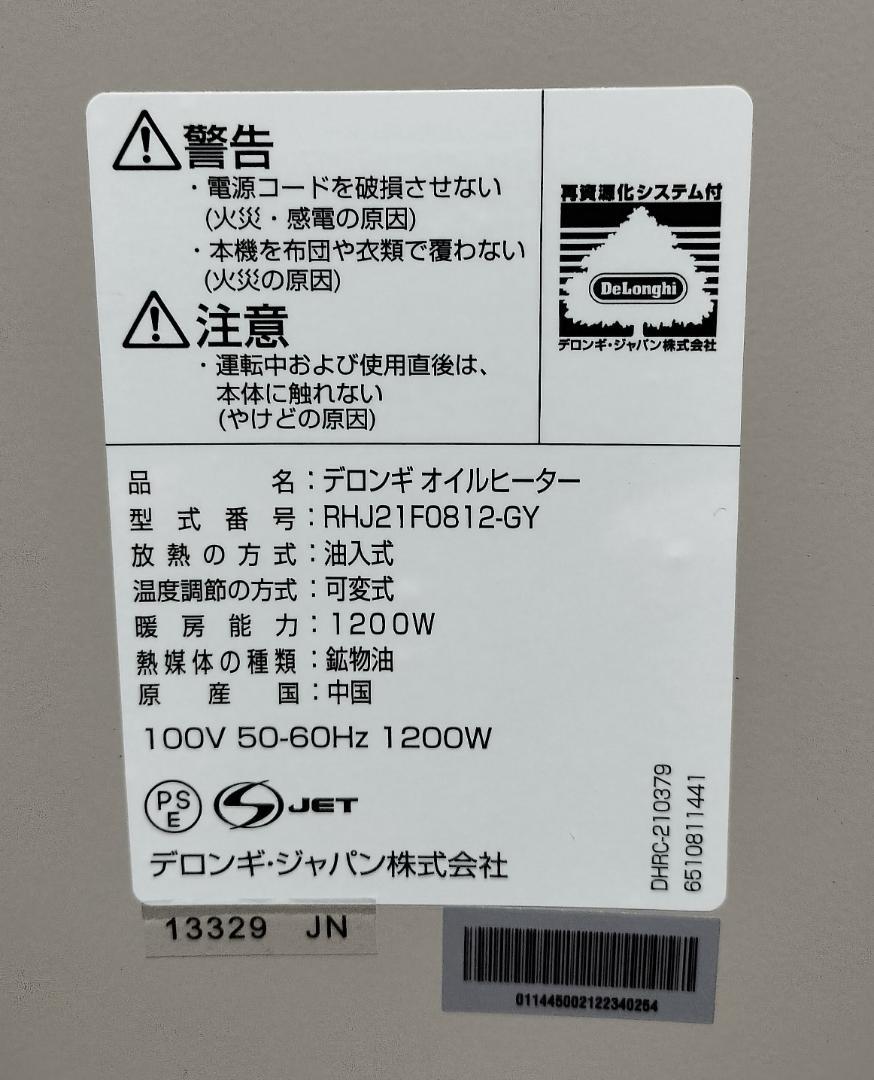 警告
・電源コードを破損させない
(火災・感電の原因)
・本機を布団や衣類で覆わない
(火災の原因)
注意
・運転中および使用直後は、
本体に触れない
(やけどの原因)
再資源化システム付
DeLonghi
デロンギ・ジャパン株式会社
品名：デロンギ オイルヒーター
型式番号：RHJ21F0812-GY
放熱の方式：油入式
温度調節の方式：可変式
暖房能力：1200W
熱媒体の種類：鉱物油
原産国：中国
100V 50-60Hz 1200W
PSE
JET
デロンギ・ジャパン株式会社
DHRC-210379
6510811441
13329 JN
011445002122340254